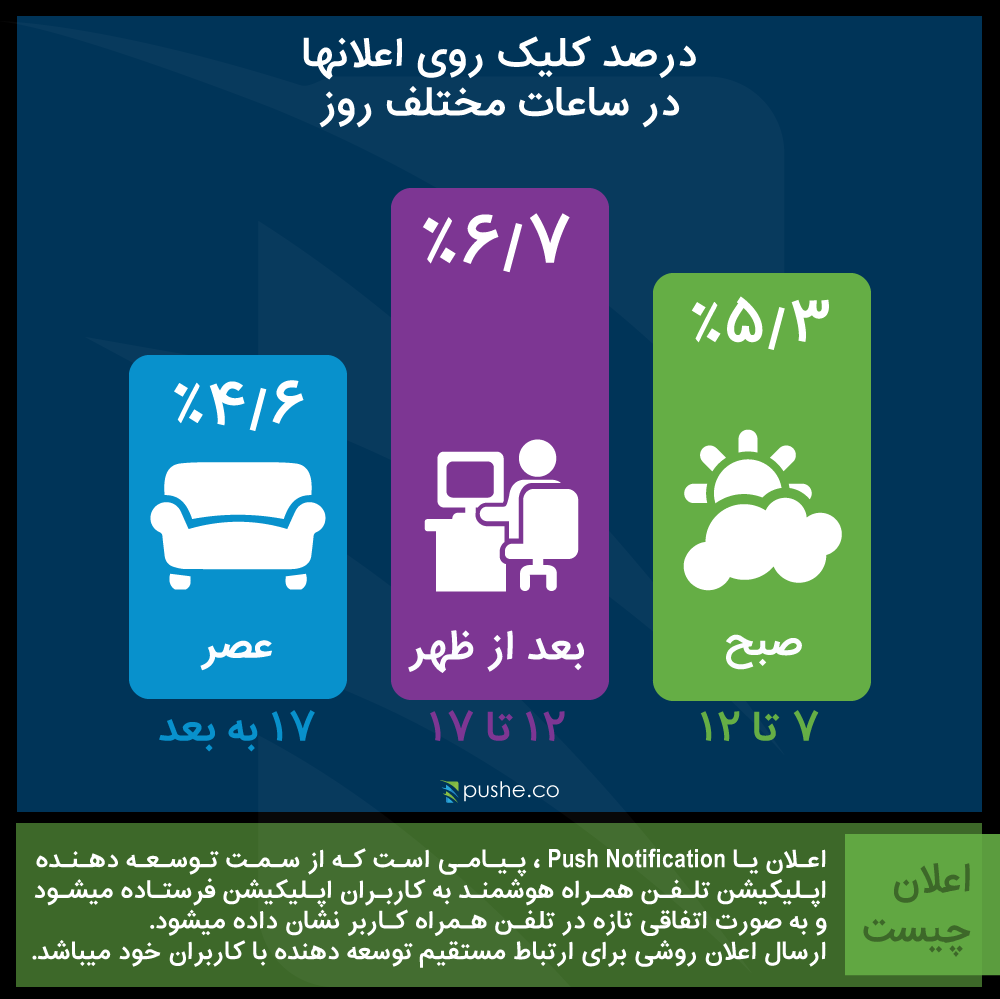 درصد کلیک روی اعلانها
در ساعات مختلف روز
٪۵/۳
صبح
۷ تا ۱۲
٪۶/۷
بعد از ظهر
۱۲ تا ۱۷
٪۴/۶
عصر
۱۷ به بعد
pushe.co
اعلان
چیست
اعلان یا Push Notification ، پیامی است که از سمت توسعه دهنده
اپلیکیشن تلفن همراه هوشمند به کاربران اپلیکیشن فرستاده میشود
و به صورت اتفاقی تازه در تلفن همراه کاربر نشان داده میشود.
ارسال اعلان روشی برای ارتباط مستقیم توسعه دهنده با کاربران خود میباشد.